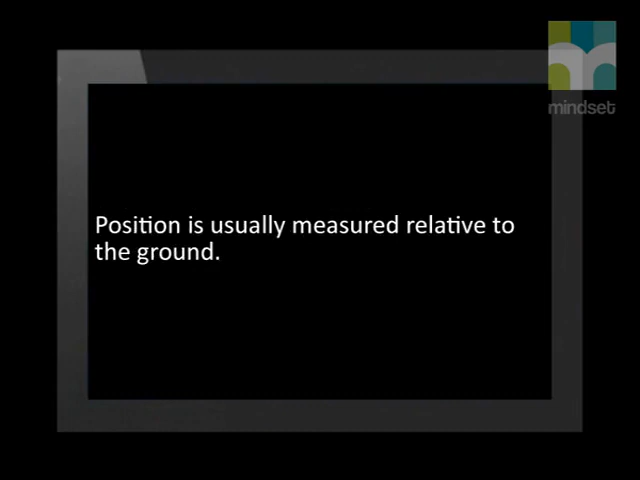 mindset
Position is usually measured relative to
the ground.